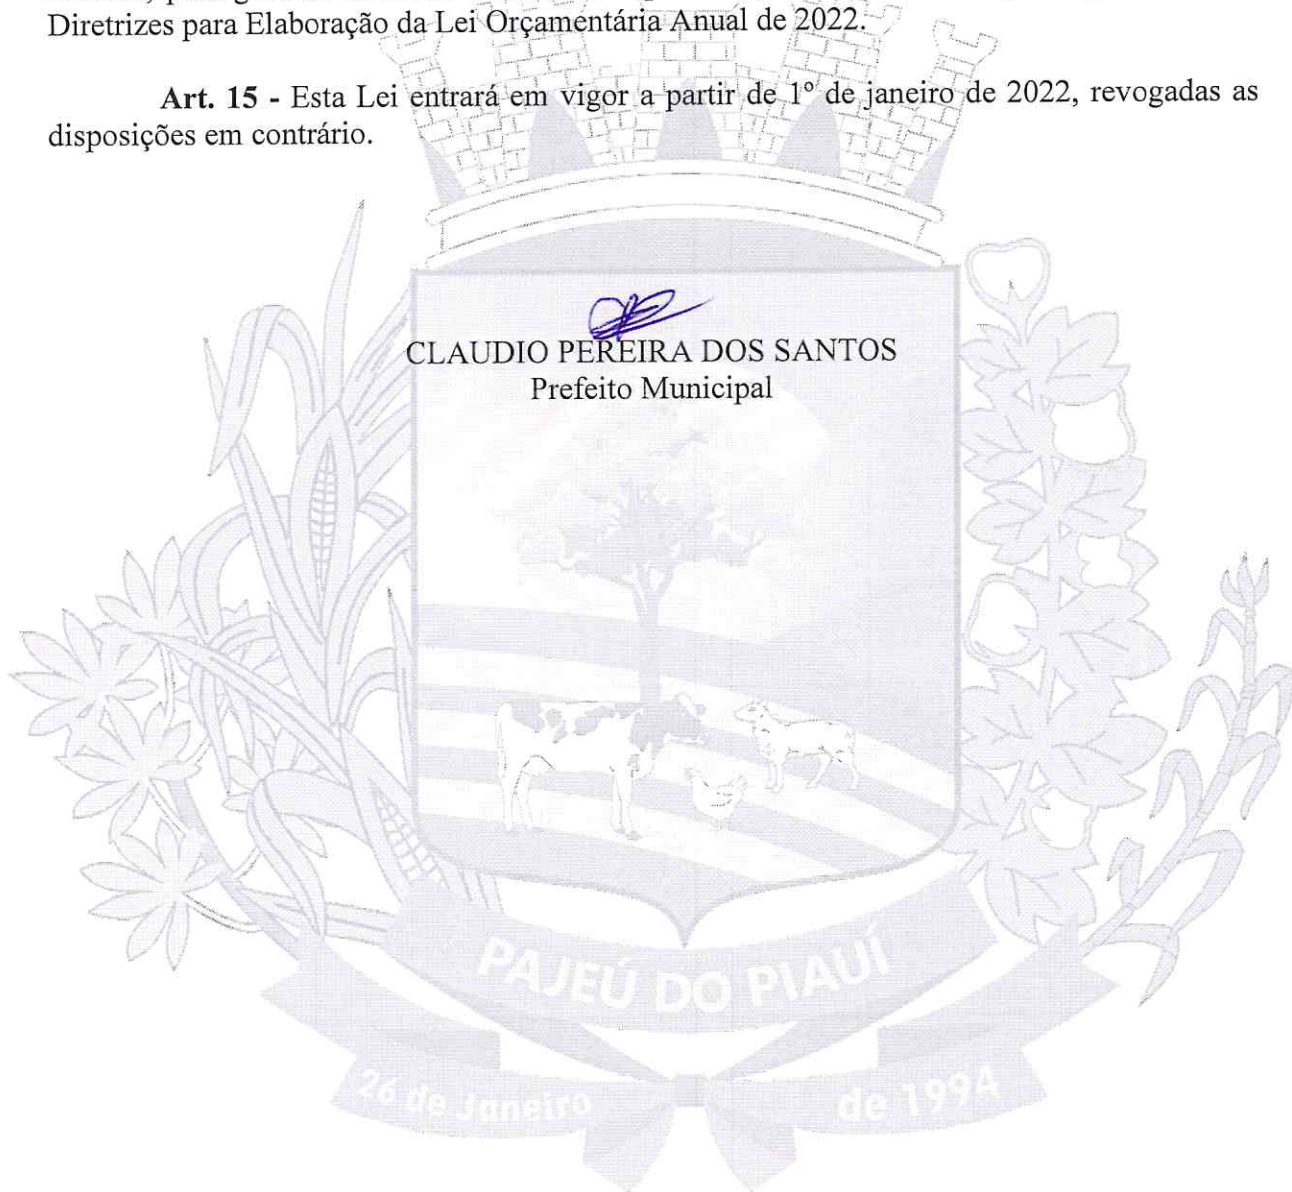 Diretrizes para Elaboração da Lei Orçamentária Anual de 2022.
Art. 15 - Esta Lei entrará em vigor a partir de 1º de janeiro de 2022, revogadas as
disposições em contrário.
CLAUDIO PEREIRA DOS SANTOS
Prefeito Municipal
PAJEÚ DO PIAUÍ
26 de Janeiro de 1994